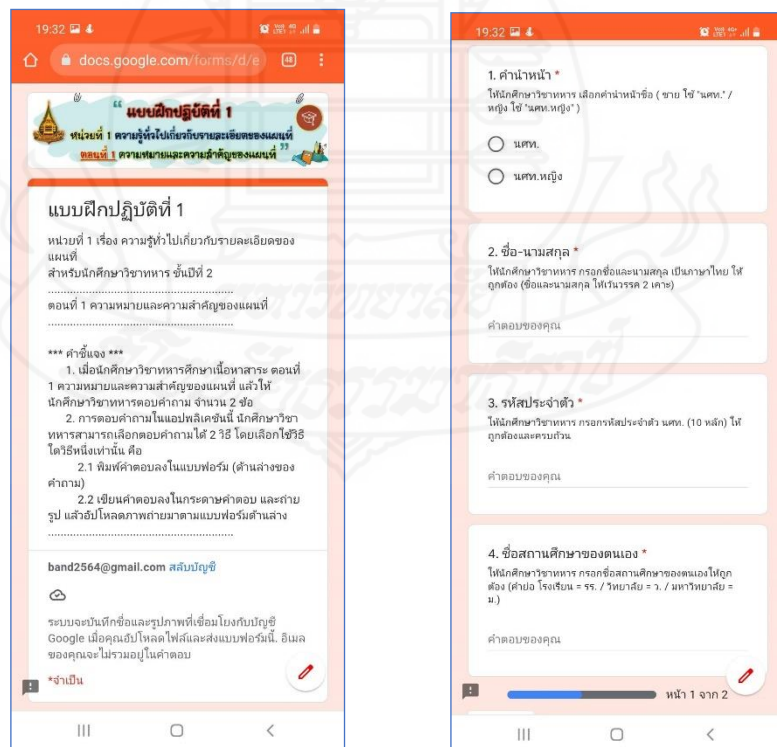 19:32
docs.google.com/forms/d/e
48
“ แบบฝึกปฏิบัติที่ 1
หน่วยที่ 1 ความรู้ทั่วไปเกี่ยวกับรายละเอียดของแผนที่
ตอนที่ 1 ความหมายและความสำคัญของแผนที่ ”
แบบฝึกปฏิบัติที่ 1
หน่วยที่ 1 เรื่อง ความรู้ทั่วไปเกี่ยวกับรายละเอียดของ
แผนที่
สำหรับนักศึกษาวิชาทหาร ชั้นปีที่ 2
ตอนที่ 1 ความหมายและความสำคัญของแผนที่
*** คำชี้แจง ***
1. เมื่อนักศึกษาวิชาทหารศึกษาเนื้อหาสาระ ตอนที่
1 ความหมายและความสำคัญของแผนที่ แล้วให้
นักศึกษาวิชาทหารตอบคำถาม จำนวน 2 ข้อ
2. การตอบคำถามในแอปพลิเคชันนี้ นักศึกษาวิชา
ทหารสามารถเลือกตอบคำถามได้ 2 วิธี โดยเลือกใช้วิธี
ใดวิธีหนึ่งเท่านั้น คือ
2.1 พิมพ์คำตอบลงในแบบฟอร์ม (ด้านล่างของ
คำถาม)
2.2 เขียนคำตอบลงในกระดาษคำตอบ และถ่าย
รูป แล้วอัปโหลดภาพถ่ายมาตามแบบฟอร์มด้านล่าง
band2564@gmail.com สลับบัญชี
ระบบจะบันทึกชื่อและรูปภาพที่เชื่อมโยงกับบัญชี
Google เมื่อคุณอัปโหลดไฟล์และส่งแบบฟอร์มนี้. อีเมล
ของคุณจะไม่รวมอยู่ในคำตอบ
*จำเป็น
19:32
1. คำนำหน้า *
ให้นักศึกษาวิชาทหาร เลือกคำนำหน้าชื่อ ( ชาย ใช้ "นศท." /
หญิง ใช้ "นศท.หญิง" )
นศท.
นศท.หญิง
2. ชื่อ-นามสกุล *
ให้นักศึกษาวิชาทหาร กรอกชื่อและนามสกุล เป็นภาษาไทย ให้
ถูกต้อง (ชื่อและนามสกุล ให้เว้นวรรค 2 เคาะ)
คำตอบของคุณ
3. รหัสประจำตัว *
ให้นักศึกษาวิชาทหาร กรอกรหัสประจำตัว นศท. (10 หลัก) ให้
ถูกต้องและครบถ้วน
คำตอบของคุณ
4. ชื่อสถานศึกษาของตนเอง *
ให้นักศึกษาวิชาทหาร กรอกชื่อสถานศึกษาของตนเองให้ถูก
ต้อง (คำย่อ โรงเรียน = รร. / วิทยาลัย = ว. / มหาวิทยาลัย =
ม.)
คำตอบของคุณ
หน้า 1 จาก 2